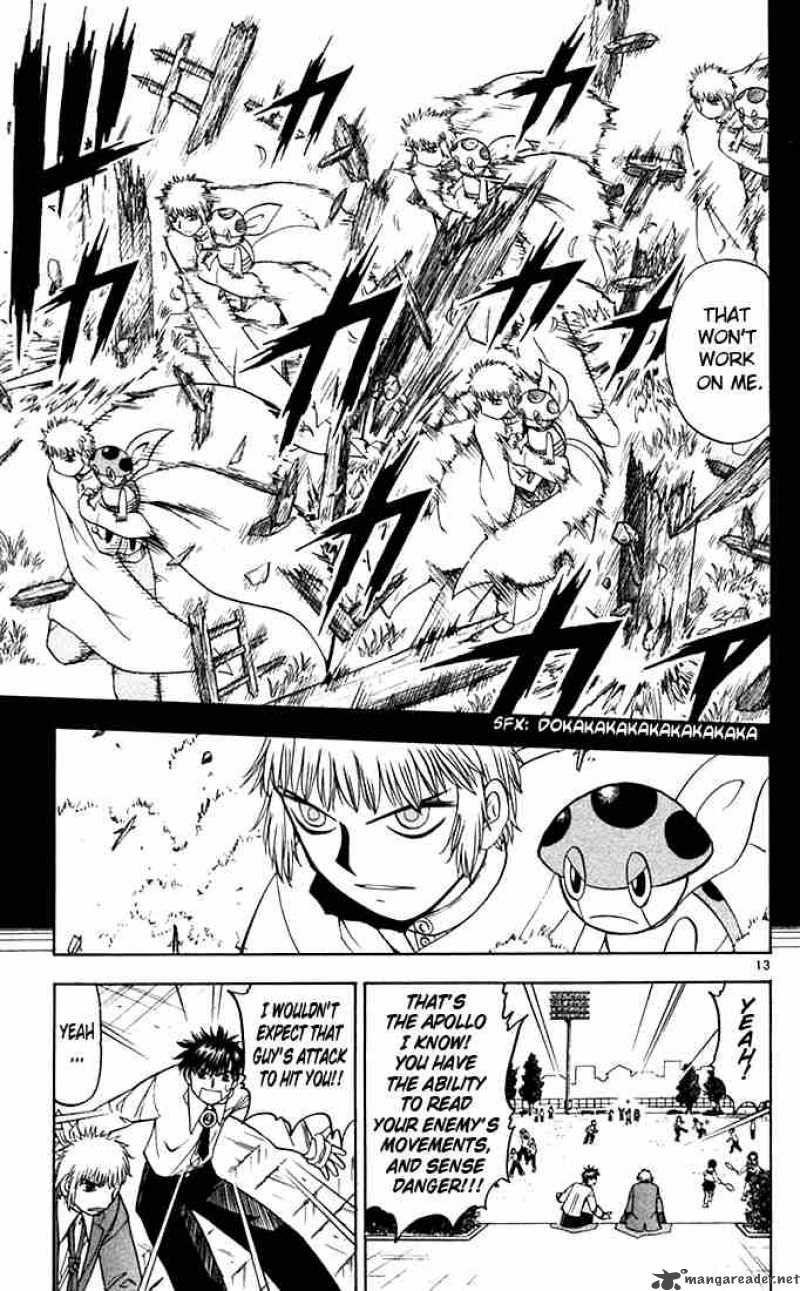 ドカカカカカカカカ
THAT
WON'T
WORK
ON ME.
SFX: DOKAKAKAKAKAKAKAKAKA
13
YEAH!
THAT'S
THE APOLLO
I KNOW!
YOU HAVE
THE ABILITY
TO READ
YOUR ENEMY'S
MOVEMENTS,
AND SENSE
DANGER!!!
I WOULDN'T
EXPECT THAT
GUY'S ATTACK
TO HIT YOU!!
YEAH
...
mangareader.net